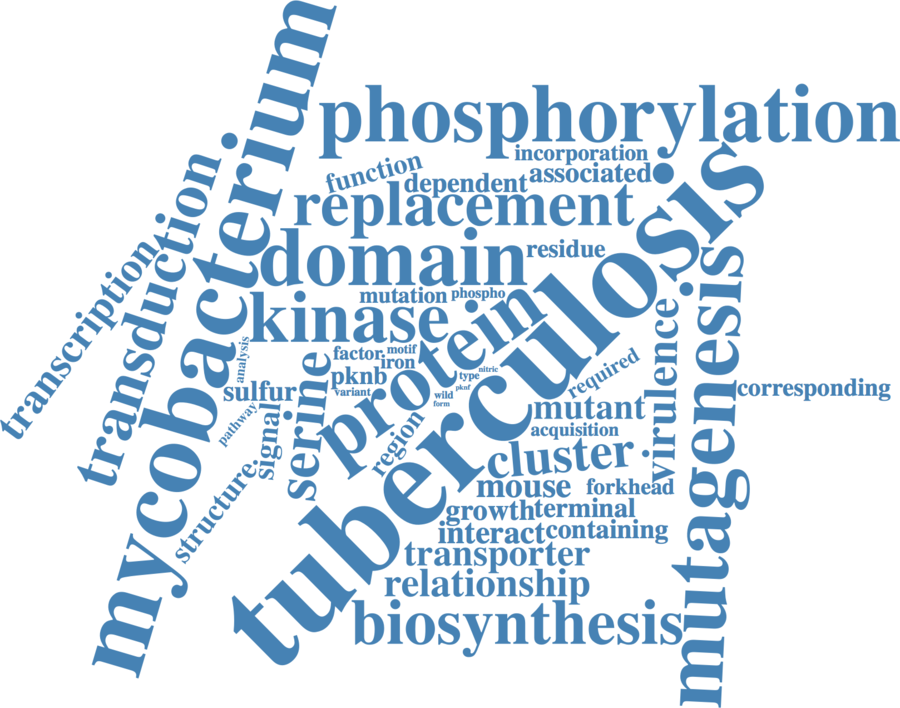 phosphorylation
incorporation
function
associated
dependent
replacement
mycobacterium
transduction
transcription
domain
residue
tuberculosis
mutagenesis
mutation
phospho
kinase
protein
virulence
factor
motif
iron
analysis
serine
pknb
type
nitric
pknf
sulfur
variant
wild
form
required
corresponding
pathway
signal
region
mutant
acquisition
structure
cluster
mouse
forkhead
growth
terminal
interact
containing
transporter
relationship
biosynthesis